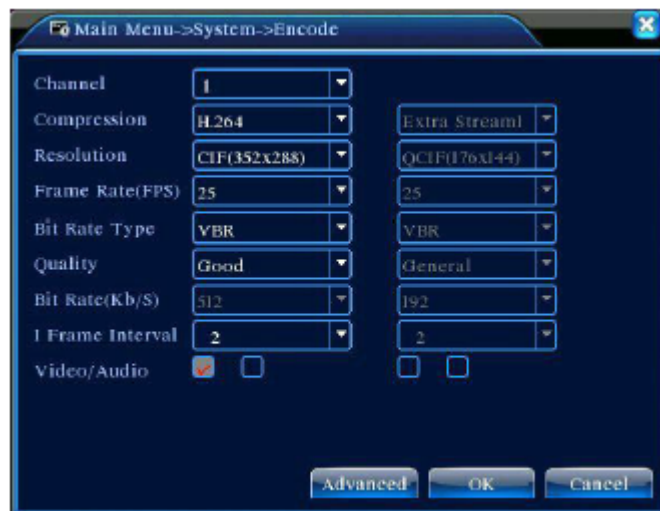 Main Menu->System->Encode
Channel 1
Compression H.264 Extra Stream1
Resolution CIF(352x288) QCIF(176x144)
Frame Rate(FPS) 25 25
Bit Rate Type VBR VBR
Quality Good General
Bit Rate(Kb/S) 512 192
I Frame Interval 2 2
Video/Audio
Advanced OK Cancel